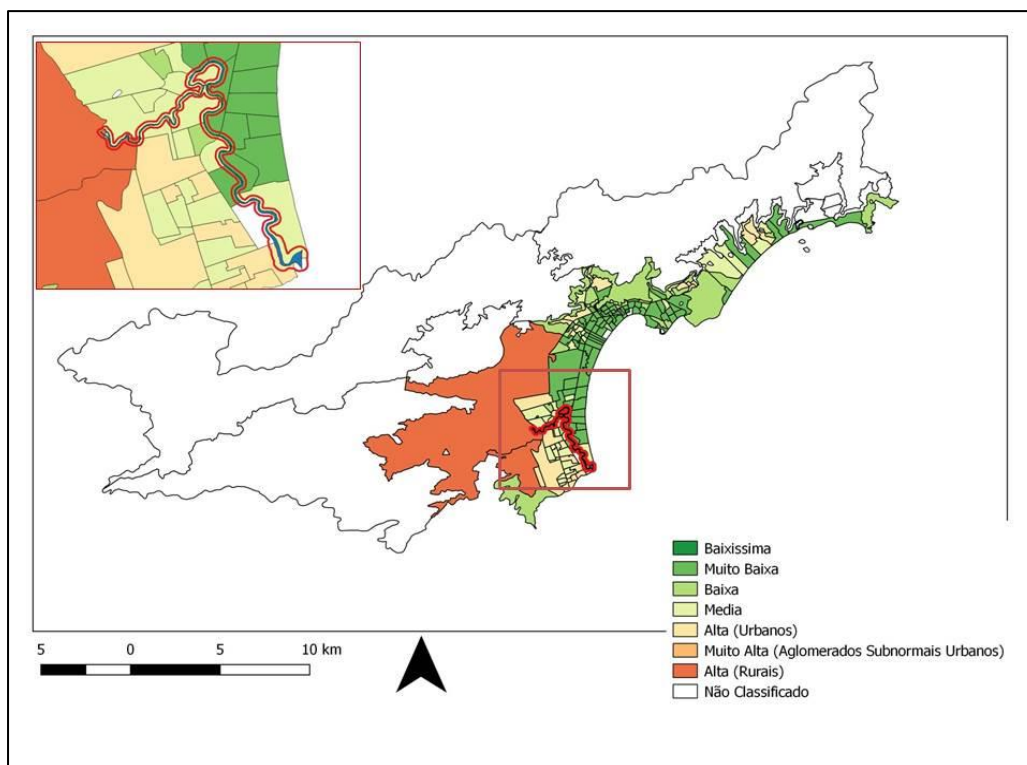 Baixissima
Muito Baixa
Baixa
Media
Alta (Urbanos)
Muito Alta (Aglomerados Subnormais Urbanos)
Alta (Rurais)
Não Classificado
5 0 5 10 km